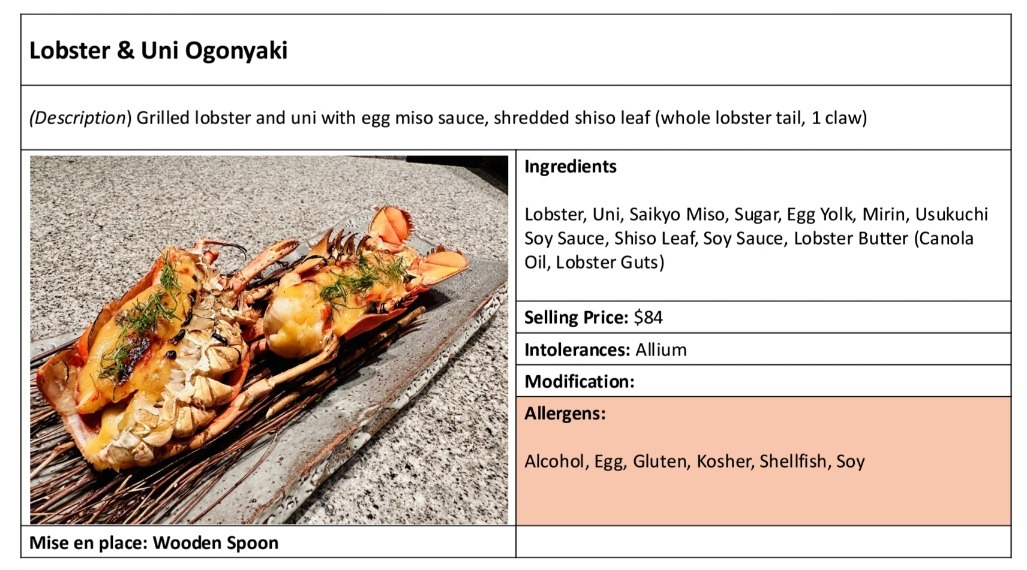 Lobster & Uni Ogonyaki
(Description) Grilled lobster and uni with egg miso sauce, shredded shiso leaf (whole lobster tail, 1 claw)
Ingredients
Lobster, Uni, Saikyo Miso, Sugar, Egg Yolk, Mirin, Usukuchi
Soy Sauce, Shiso Leaf, Soy Sauce, Lobster Butter (Canola
Oil, Lobster Guts)
Selling Price: $84
Intolerances: Allium
Modification:
Allergens:
Alcohol, Egg, Gluten, Kosher, Shellfish, Soy
Mise en place: Wooden Spoon